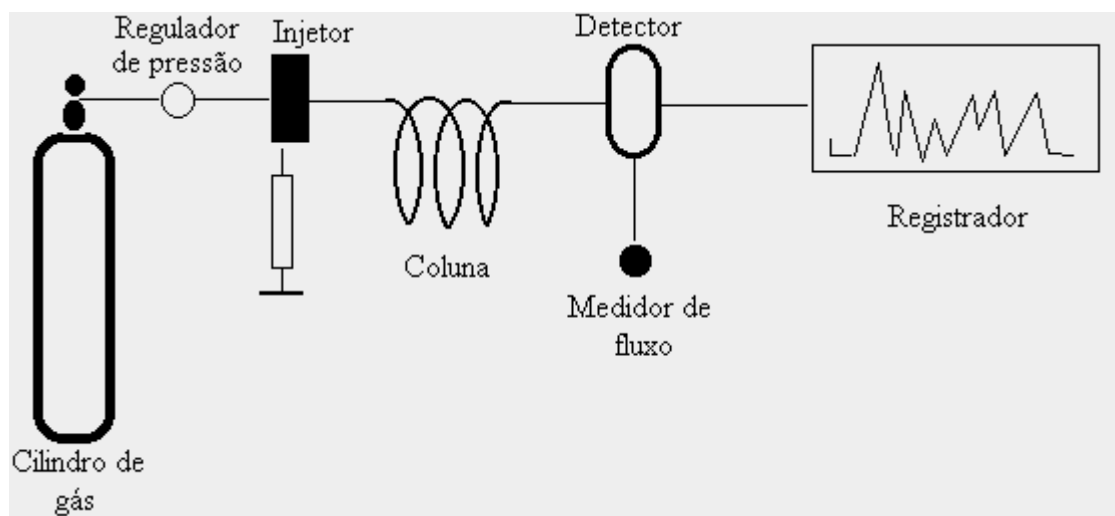 Regulador
de pressão
Injetor
Detector
Coluna
Registrador
Medidor de
fluxo
Cilindro de
gás